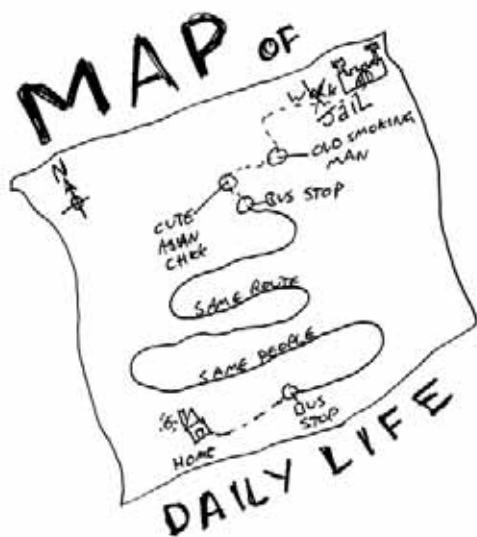 MAP OF
N
Work
Jail
OLD SMOKING
MAN
BUS STOP
CUTE
ASIAN
CHICK
SAME ROUTE
SAME PEOPLE
BUS
STOP
HOME
DAILY LIFE